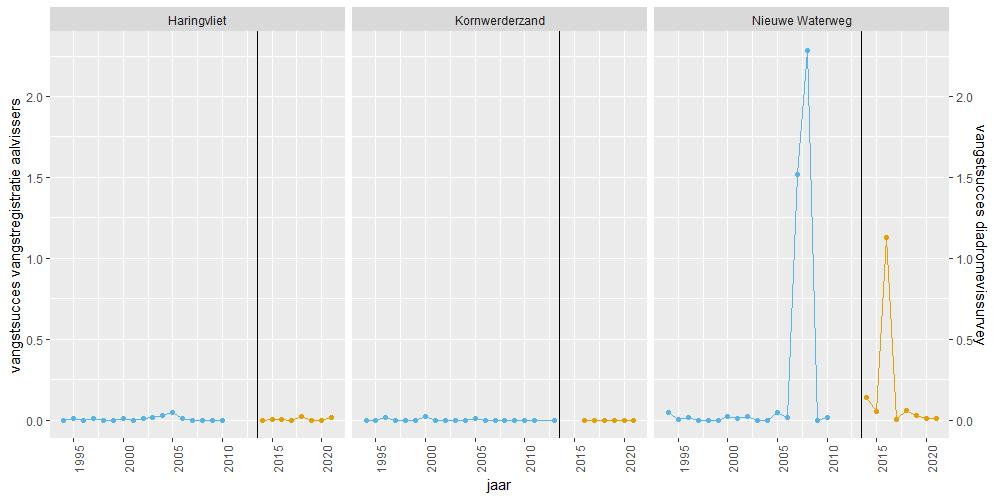 Haringvliet Kornwerderzand Nieuwe Waterweg
vangstsucces vangstregistratie aalvissers
2.0
1.5
1.0
0.5
0.0
2.0
1.5
1.0
0.5
0.0
vangstsucces diadromevissurvey
1995 2000 2005 2010 2015 2020 1995 2000 2005 2010 2015 2020 1995 2000 2005 2010 2015 2020
jaar